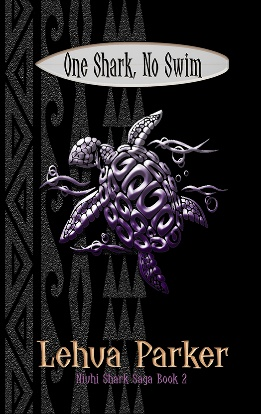 One Shark, No Swim
Lehua Parker
Niuhi Shark Saga Book 2